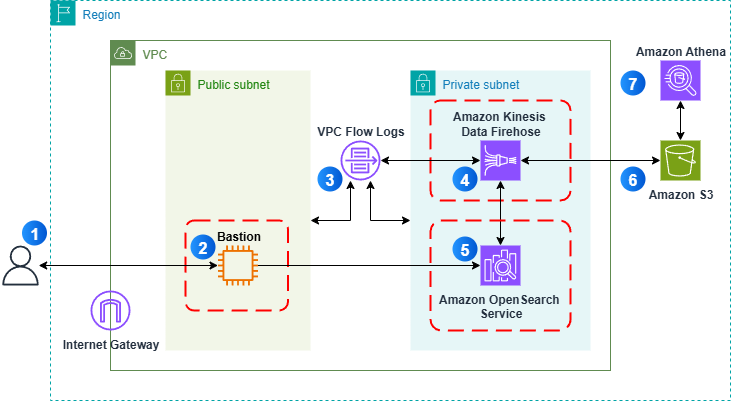 Region
VPC
Amazon Athena
7
Public subnet
Private subnet
Amazon Kinesis
Data Firehose
VPC Flow Logs
3
4
6
Amazon S3
1
Bastion
2
5
Amazon OpenSearch
Service
Internet Gateway